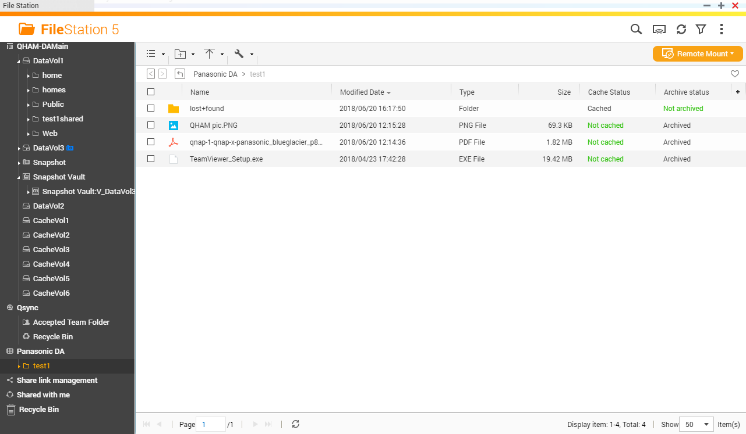 File Station
FileStation 5
QHAM-DAMain
DataVol1
home
homes
Public
test1shared
Web
DataVol3
Snapshot
Snapshot Vault
Snapshot Vault:V_DataVol3
DataVol2
CacheVol1
CacheVol2
CacheVol3
CacheVol4
CacheVol5
CacheVol6
Qsync
Accepted Team Folder
Recycle Bin
Panasonic DA
test1
Share link management
Shared with me
Recycle Bin
Remote Mount
Panasonic DA > test1
Name Modified Date Type Size Cache Status Archive status
lost+found 2018/06/20 16:17:50 Folder Cached Not archived
QHAM pic.PNG 2018/06/20 12:15:28 PNG File 69.3 KB Not cached Archived
qnap-1-qnap-x-panasonic_blueglacier_p8... 2018/06/20 12:14:36 PDF File 1.82 MB Not cached Archived
TeamViewer_Setup.exe 2018/04/23 17:42:28 EXE File 19.42 MB Not cached Archived
Page 1 /1 Display item: 1-4, Total: 4 Show 50 item(s)